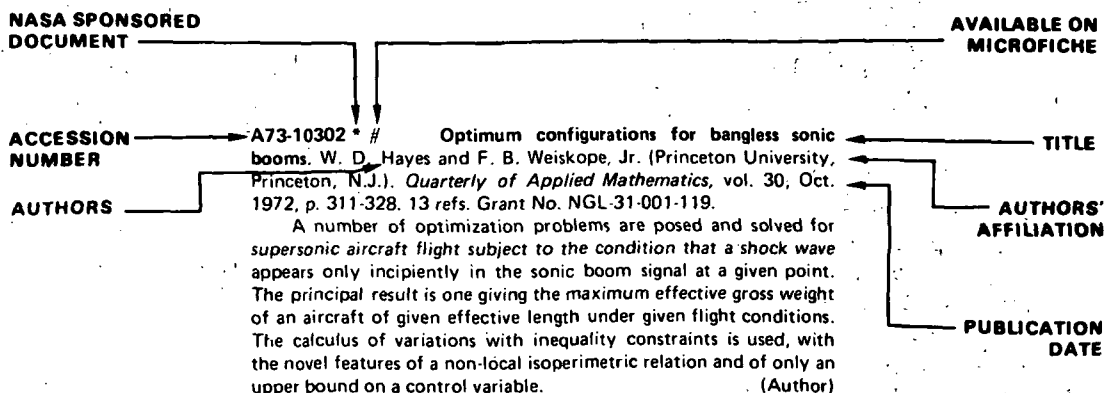 NASA SPONSORED
DOCUMENT
AVAILABLE ON
MICROFICHE
ACCESSION
NUMBER
AUTHORS
A73-10302 * # Optimum configurations for bangless sonic
booms. W. D. Hayes and F. B. Weiskope, Jr. (Princeton University,
Princeton, N.J.). Quarterly of Applied Mathematics, vol. 30, Oct.
1972, p. 311-328. 13 refs. Grant No. NGL-31-001-119.
A number of optimization problems are posed and solved for
supersonic aircraft flight subject to the condition that a shock wave
appears only incipiently in the sonic boom signal at a given point.
The principal result is one giving the maximum effective gross weight
of an aircraft of given effective length under given flight conditions.
The calculus of variations with inequality constraints is used, with
the novel features of a non-local isoperimetric relation and of only an
upper bound on a control variable. (Author)
TITLE
AUTHORS'
AFFILIATION
PUBLICATION
DATE